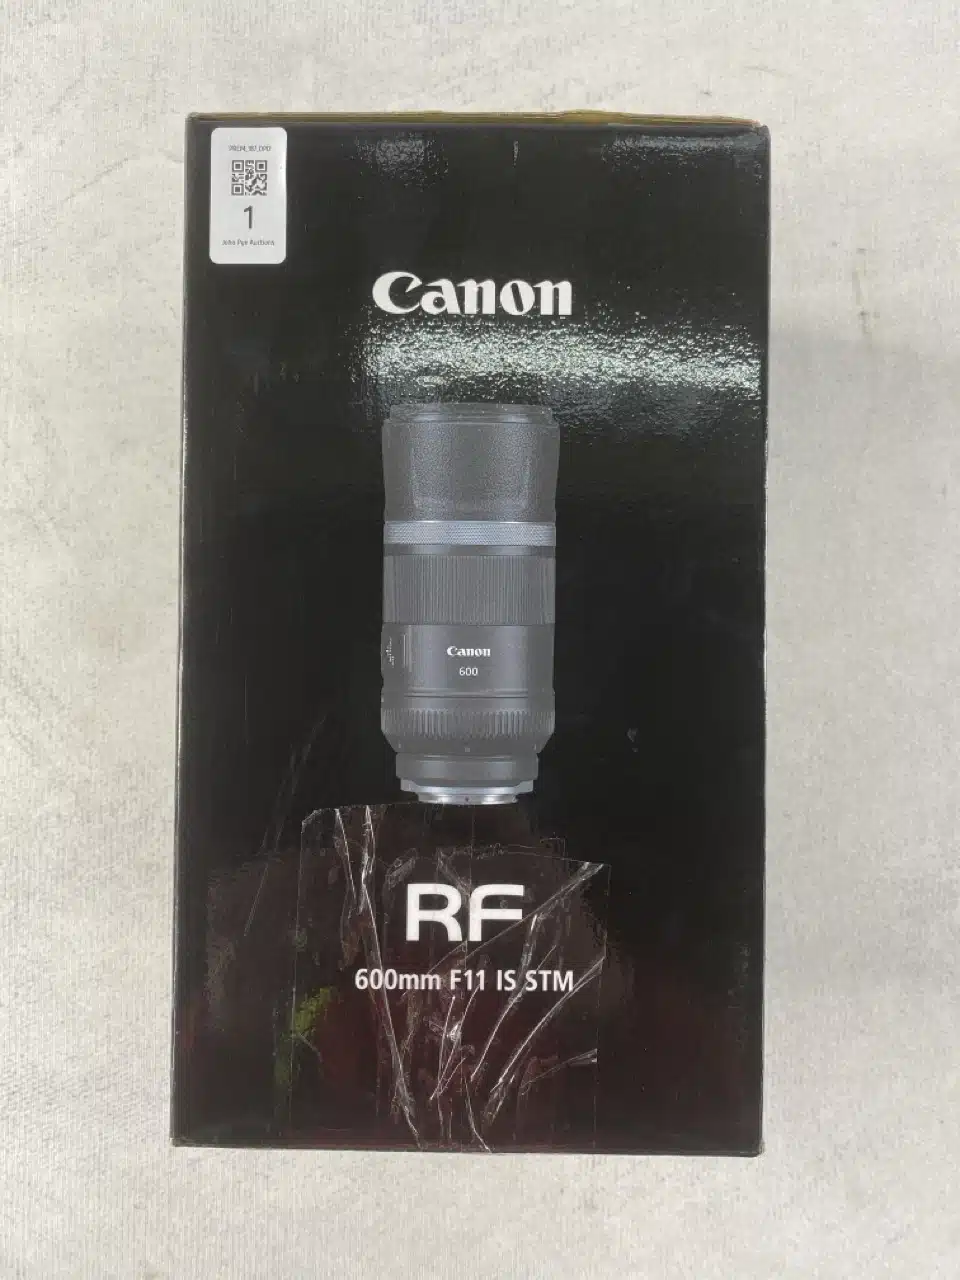 1
John Pye Auctions
Canon
Canon
600
RF
600mm F11 IS STM